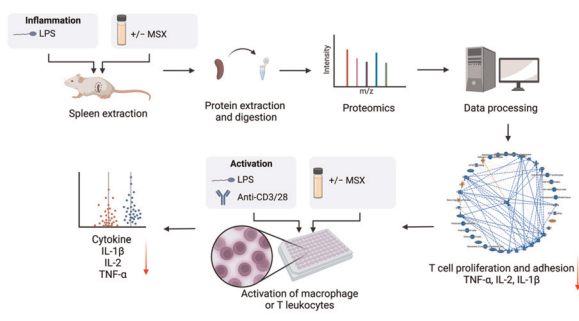 Inflammation
LPS
+/− MSX
Spleen extraction
Protein extraction
and digestion
Intensity
m/z
Proteomics
Data processing
T cell proliferation and adhesion
TNF-α, IL-2, IL-1β
Activation
LPS
Anti-CD3/28
+/− MSX
Activation of macrophage
or T leukocytes
Cytokine
IL-1β
IL-2
TNF-α